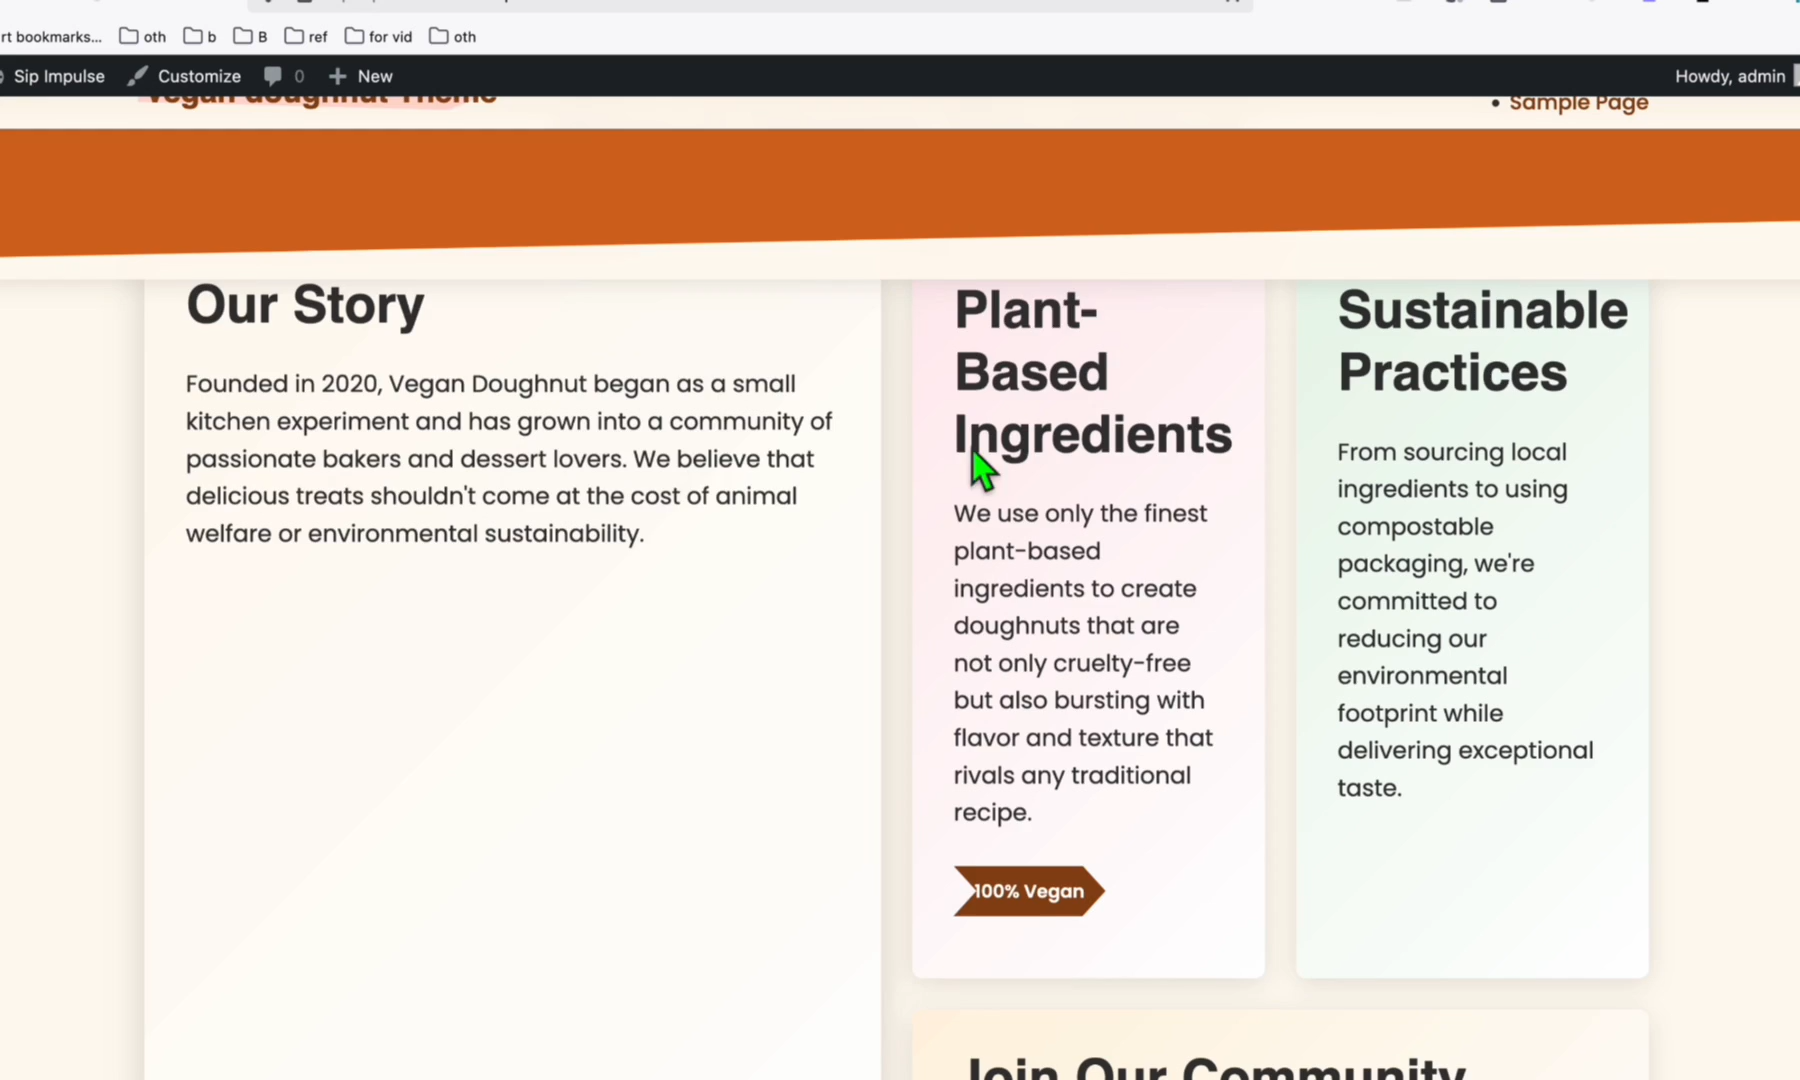 rt bookmarks...
oth
b
B
ref
for vid
oth
Sip Impulse
Customize
0
New
Howdy, admin
Vegan doughnut Theme
Sample Page
Our Story
Founded in 2020, Vegan Doughnut began as a small
kitchen experiment and has grown into a community of
passionate bakers and dessert lovers. We believe that
delicious treats shouldn't come at the cost of animal
welfare or environmental sustainability.
Plant-
Based
Ingredients
We use only the finest
plant-based
ingredients to create
doughnuts that are
not only cruelty-free
but also bursting with
flavor and texture that
rivals any traditional
recipe.
100% Vegan
Sustainable
Practices
From sourcing local
ingredients to using
compostable
packaging, we're
committed to
reducing our
environmental
footprint while
delivering exceptional
taste.
Join Our Community